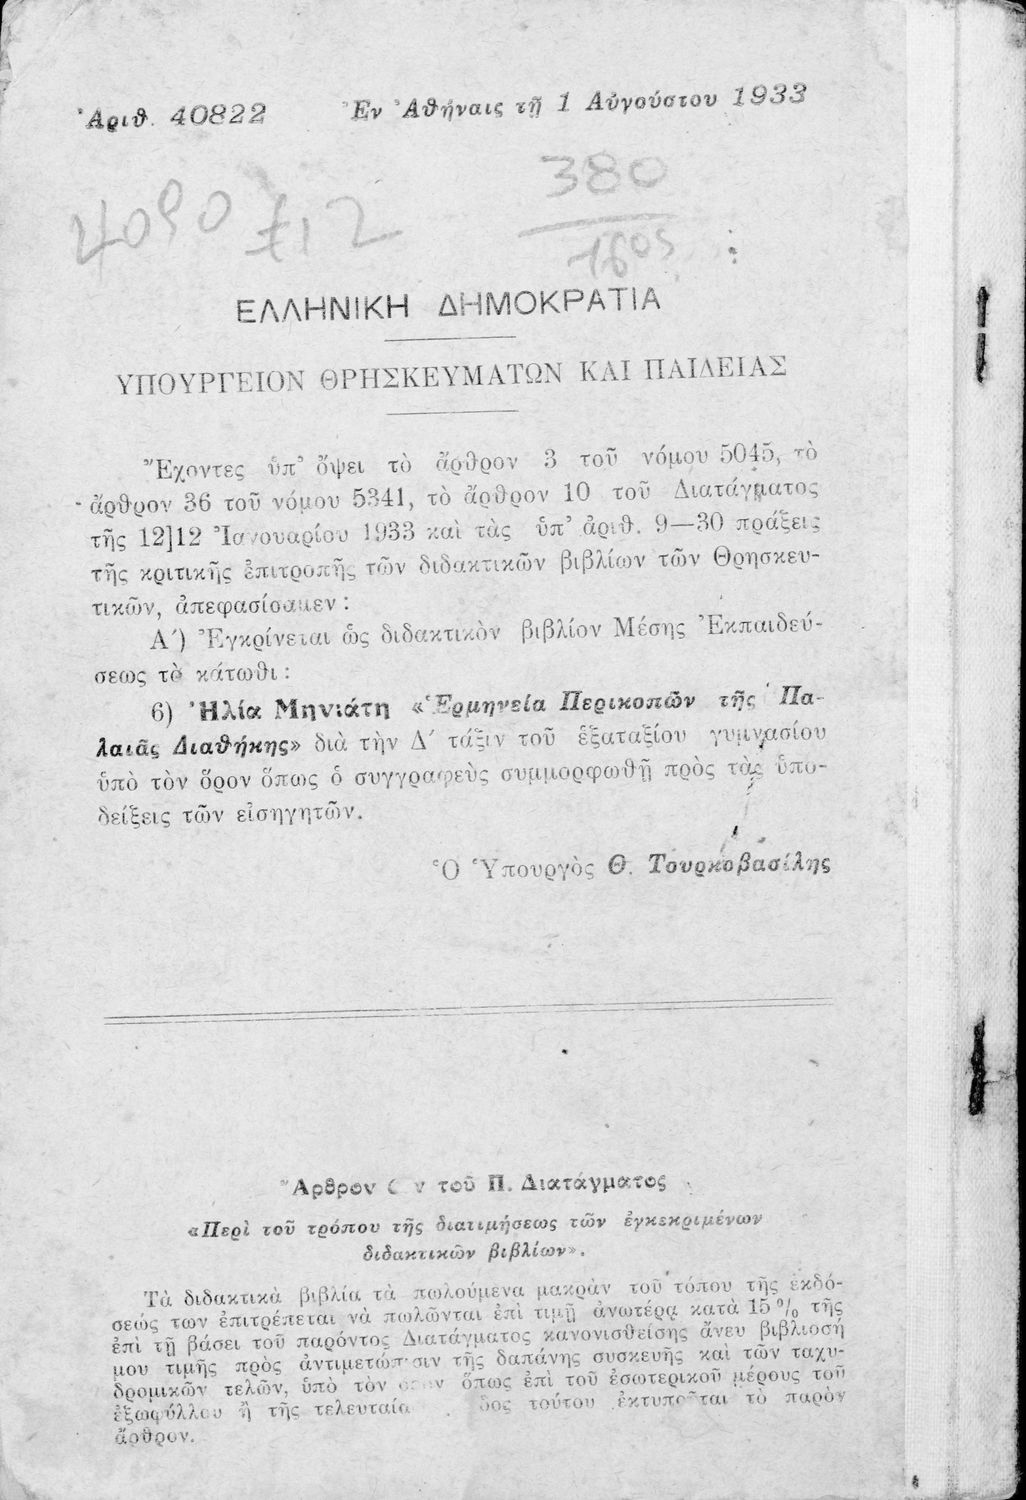 Ἀριθ. 40822 Ἐν Ἀθήναις τῇ 1 Αὐγούστου 1933
4090 £12 380
1605
ΕΛΛΗΝΙΚΗ ΔΗΜΟΚΡΑΤΙΑ
ΥΠΟΥΡΓΕΙΟΝ ΘΡΗΣΚΕΥΜΑΤΩΝ ΚΑΙ ΠΑΙΔΕΙΑΣ
Ἔχοντες ὑπ' ὄψει τὸ ἄρθρον 3 τοῦ νόμου 5045, τὸ
ἄρθρον 36 τοῦ νόμου 5341, τὸ ἄρθρον 10 τοῦ Διατάγματος
τῆς 12]12 Ἰανουαρίου 1933 καὶ τὰς ὑπ' ἀριθ. 9—30 πράξεις
τῆς κριτικῆς ἐπιτροπῆς τῶν διδακτικῶν βιβλίων τῶν Θρησκευ-
τικῶν, ἀπεφασίσαμεν:
Α΄) Ἐγκρίνεται ὡς διδακτικὸν βιβλίον Μέσης Ἐκπαιδεύ-
σεως τὸ κάτωθι:
6) Ἠλία Μηνιάτη «Ἑρμηνεία Περικοπῶν τῆς Πα-
λαιᾶς Διαθήκης» διὰ τὴν Δ΄ τάξιν τοῦ ἑξαταξίου γυμνασίου
ὑπὸ τὸν ὅρον ὅπως ὁ συγγραφεὺς συμμορφωθῇ πρὸς τὰς ὑπο-
δείξεις τῶν εἰσηγητῶν.
Ὁ Ὑπουργὸς Θ. Τουρκοβασίλης
Ἄρθρον τοῦ Π. Διατάγματος
«Περὶ τοῦ τρόπου τῆς διατιμήσεως τῶν ἐγκεκριμένων
διδακτικῶν βιβλίων».
Τὰ διδακτικὰ βιβλία τὰ πωλούμενα μακρὰν τοῦ τόπου τῆς ἐκδό-
σεώς των ἐπιτρέπεται νὰ πωλῶνται ἐπὶ τιμῇ ἀνωτέρᾳ κατὰ 15 % τῆς
ἐπὶ τῇ βάσει τοῦ παρόντος Διατάγματος κανονισθείσης ἄνευ βιβλιοσή
μου τιμῆς πρὸς ἀντιμετώπισιν τῆς δαπάνης συσκευῆς καὶ τῶν ταχυ-
δρομικῶν τελῶν, ὑπὸ τὸν ὅρον ὅπως ἐπὶ τοῦ ἐσωτερικοῦ μέρους τοῦ
ἐξωφύλλου ἢ τῆς τελευταία τούτου ἐκτυποῦται τὸ παρὸν
ἄρθρον.